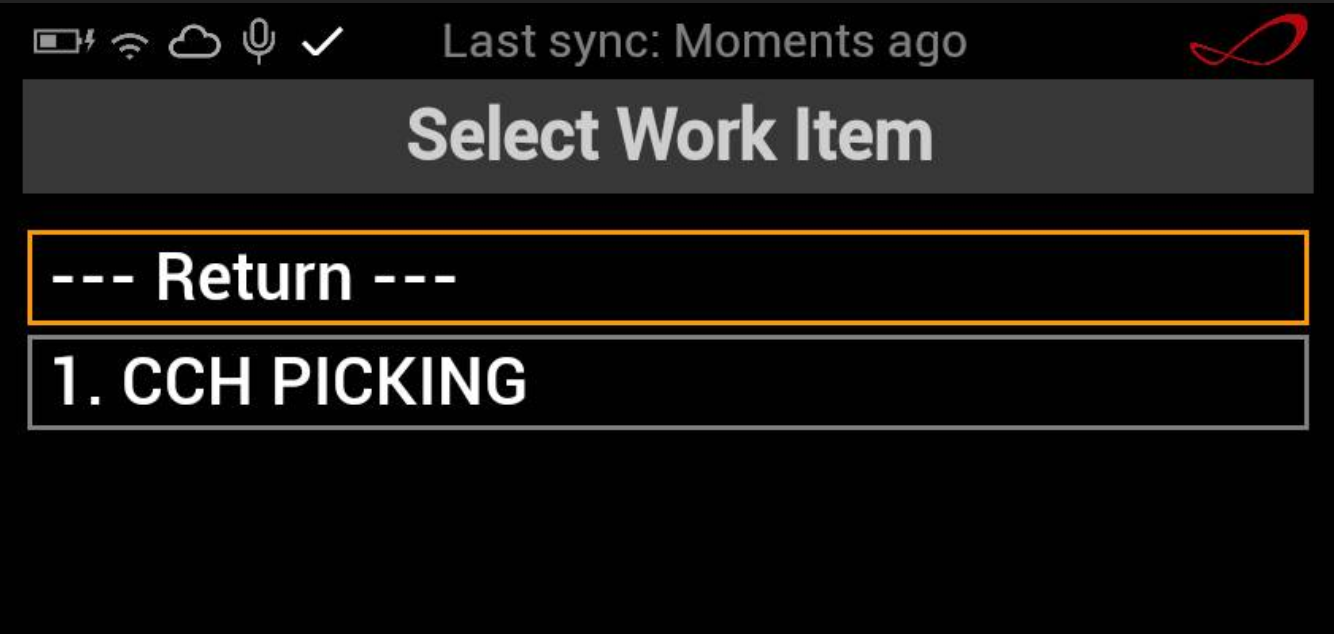 Last sync: Moments ago
Select Work Item
--- Return ---
1. CCH PICKING